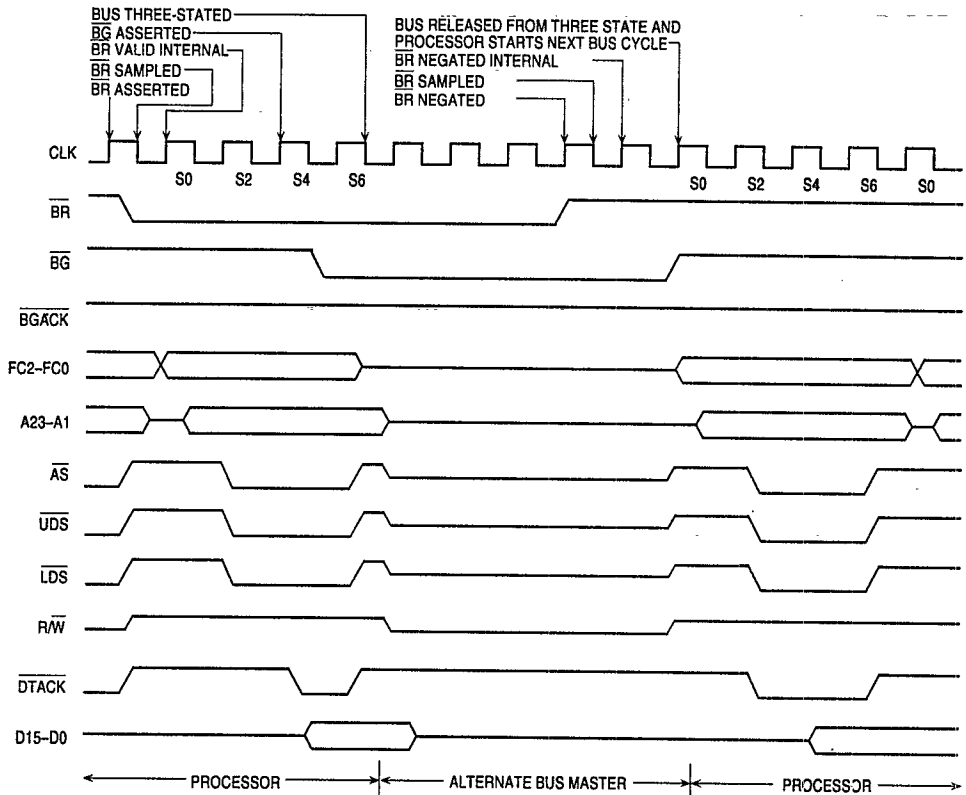 BUS THREE-STATED
BG ASSERTED
BR VALID INTERNAL
BR SAMPLED
BR ASSERTED
BUS RELEASED FROM THREE STATE AND
PROCESSOR STARTS NEXT BUS CYCLE
BR NEGATED INTERNAL
BR SAMPLED
BR NEGATED
CLK
S0 S2 S4 S6 S0 S2 S4 S6 S0
BR
BG
BGACK
FC2–FC0
A23–A1
AS
UDS
LDS
R/W
DTACK
D15–D0
PROCESSOR ALTERNATE BUS MASTER PROCESSOR